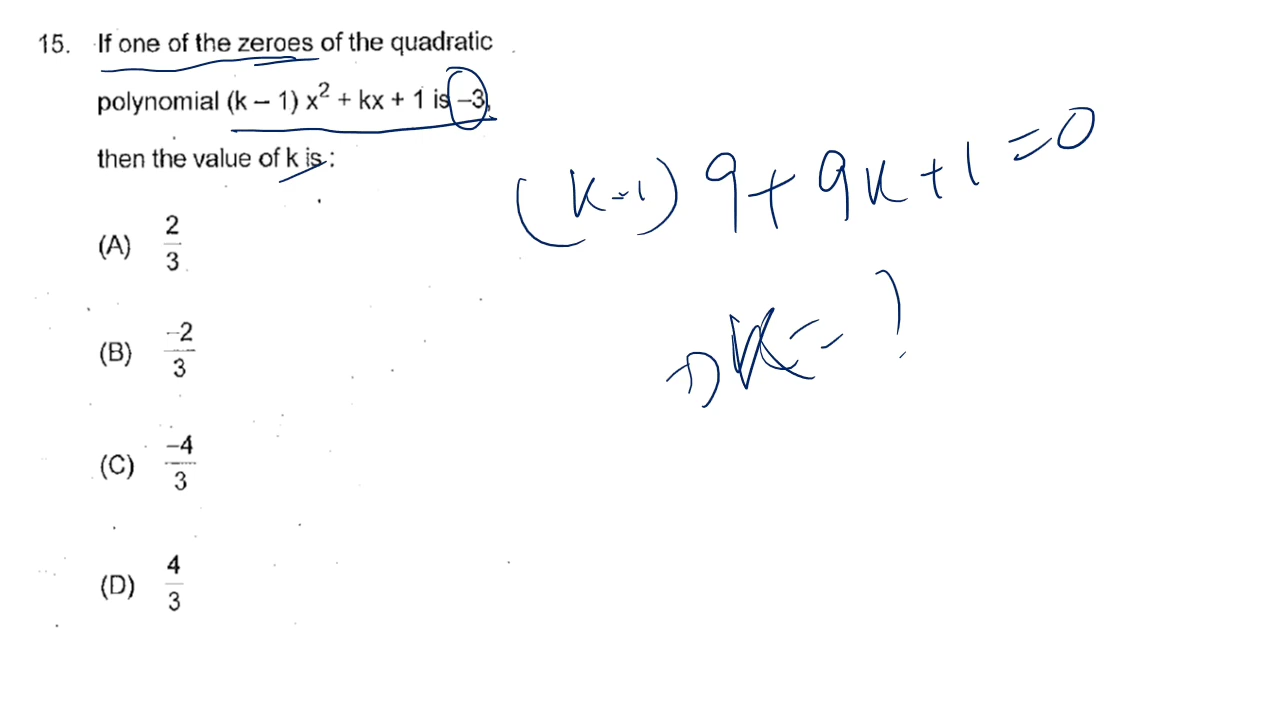 15. If one of the zeroes of the quadratic
polynomial (k – 1) x² + kx + 1 is –3,
then the value of k is :
(A) 2/3
(B) –2/3
(C) –4/3
(D) 4/3
(k-1) 9+ 9k+1=0
k= ?